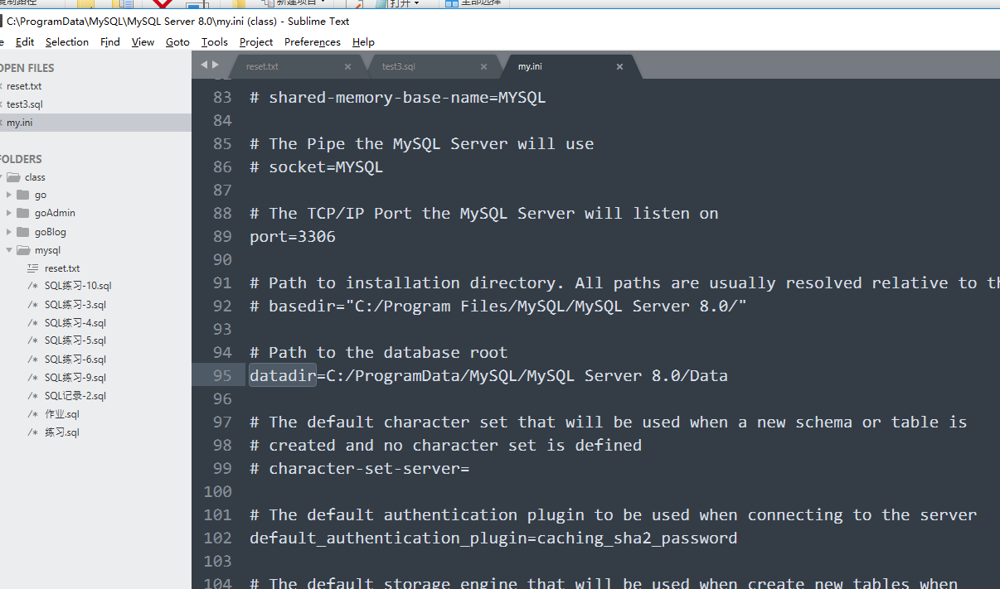 新建项目
打开
全部选择
C:\ProgramData\MySQL\MySQL Server 8.0\my.ini (class) - Sublime Text
Edit Selection Find View Goto Tools Project Preferences Help
OPEN FILES
reset.txt
test3.sql
my.ini
FOLDERS
class
go
goAdmin
goBlog
mysql
reset.txt
SQL练习-10.sql
SQL练习-3.sql
SQL练习-4.sql
SQL练习-5.sql
SQL练习-6.sql
SQL练习-9.sql
SQL记录-2.sql
作业.sql
练习.sql
reset.txt test3.sql my.ini
83 # shared-memory-base-name=MYSQL
84
85 # The Pipe the MySQL Server will use
86 # socket=MYSQL
87
88 # The TCP/IP Port the MySQL Server will listen on
89 port=3306
90
91 # Path to installation directory. All paths are usually resolved relative to th
92 # basedir="C:/Program Files/MySQL/MySQL Server 8.0/"
93
94 # Path to the database root
95 datadir=C:/ProgramData/MySQL/MySQL Server 8.0/Data
96
97 # The default character set that will be used when a new schema or table is
98 # created and no character set is defined
99 # character-set-server=
100
101 # The default authentication plugin to be used when connecting to the server
102 default_authentication_plugin=caching_sha2_password
103
104 # The default storage engine that will be used when create new tables when